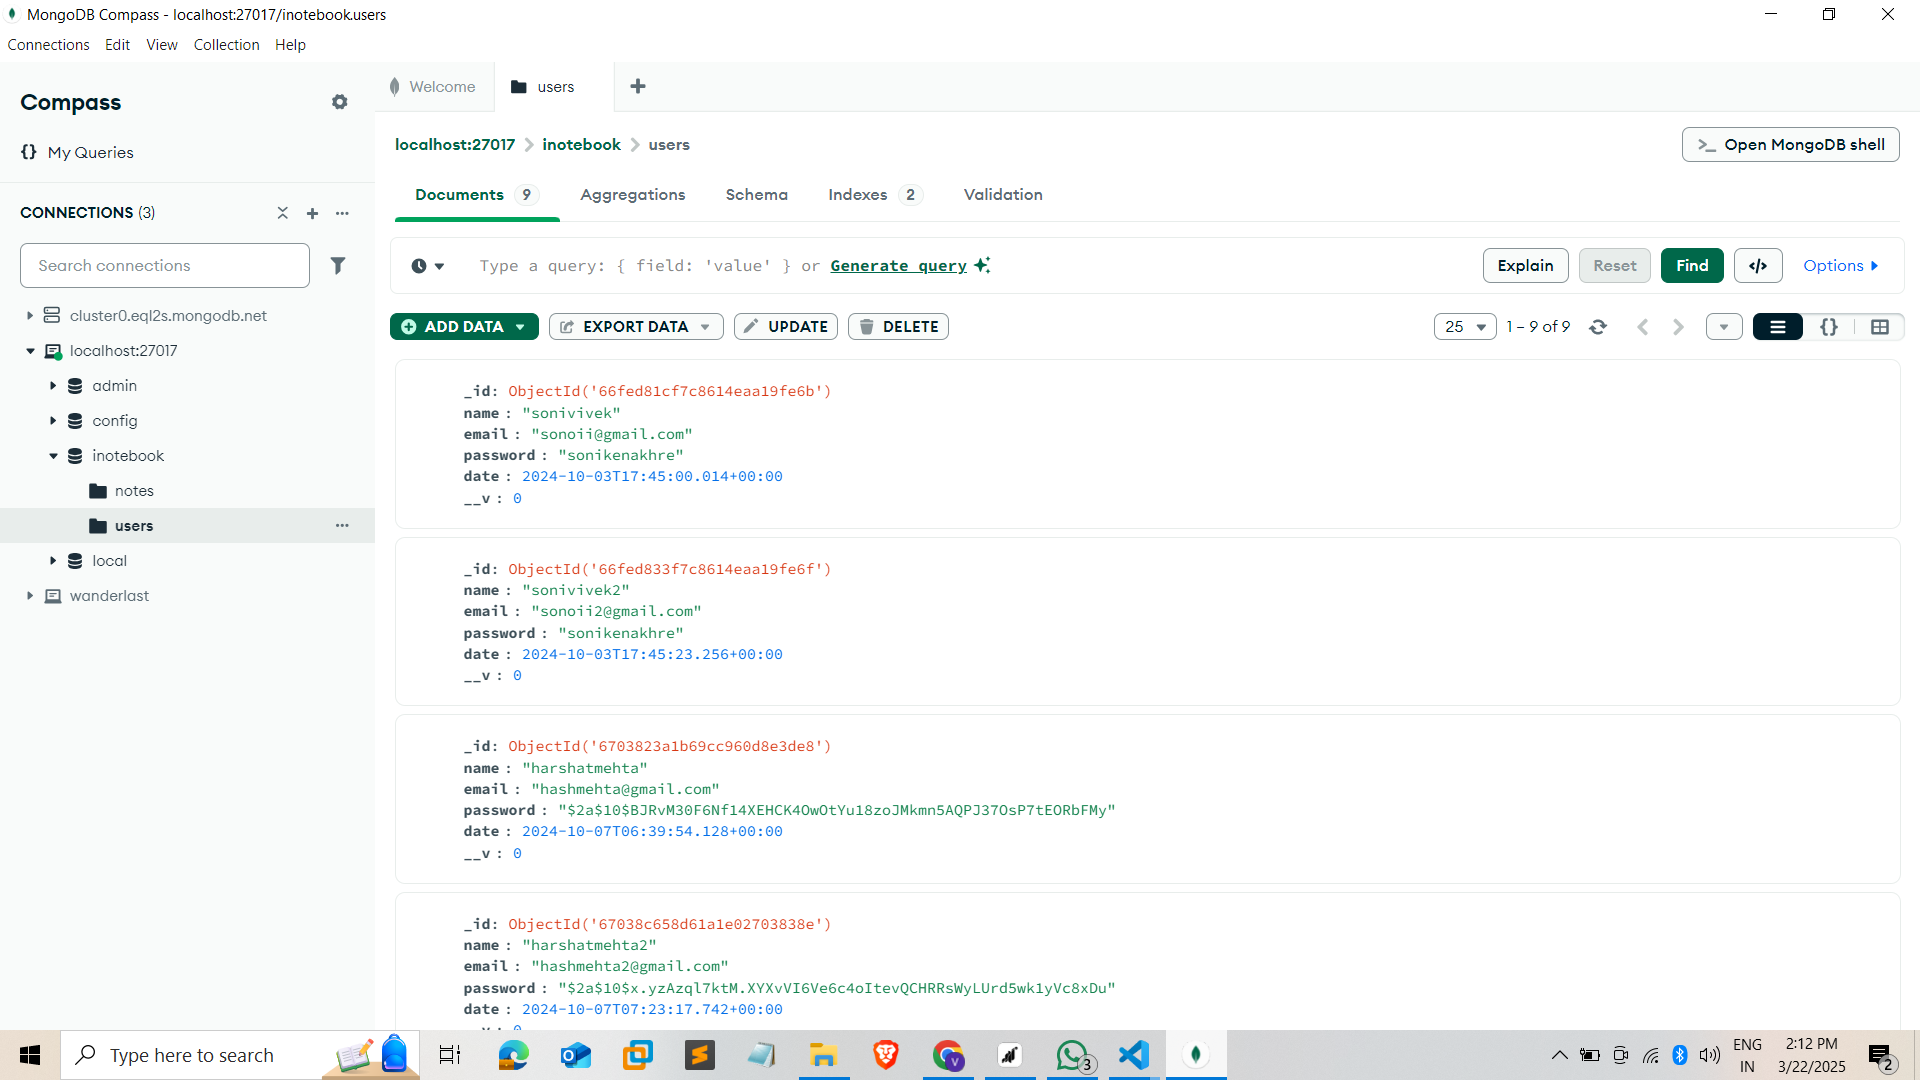 MongoDB Compass - localhost:27017/inotebook.users
Connections Edit View Collection Help
Compass
{} My Queries
CONNECTIONS (3)
Search connections
cluster0.eql2s.mongodb.net
localhost:27017
admin
config
inotebook
notes
users
local
wanderlast
Welcome
users
localhost:27017 > inotebook > users
>_ Open MongoDB shell
Documents 9 Aggregations Schema Indexes 2 Validation
Type a query: { field: 'value' } or Generate query
Explain Reset Find </> Options
ADD DATA EXPORT DATA UPDATE DELETE
25 1 – 9 of 9 {}
_id: ObjectId('66fed81cf7c8614eaa19fe6b')
name : "sonivivek"
email : "sonoii@gmail.com"
password : "sonikenakhre"
date : 2024-10-03T17:45:00.014+00:00
__v : 0
_id: ObjectId('66fed833f7c8614eaa19fe6f')
name : "sonivivek2"
email : "sonoii2@gmail.com"
password : "sonikenakhre"
date : 2024-10-03T17:45:23.256+00:00
__v : 0
_id: ObjectId('6703823a1b69cc960d8e3de8')
name : "harshatmehta"
email : "hashmehta@gmail.com"
password : "$2a$10$BJRvM30F6Nf14XEHCK4OwOtYu18zoJMkmn5AQPJ37OsP7tEORbFMy"
date : 2024-10-07T06:39:54.128+00:00
__v : 0
_id: ObjectId('67038c658d61a1e02703838e')
name : "harshatmehta2"
email : "hashmehta2@gmail.com"
password : "$2a$10$x.yzAzql7ktM.XYXvVI6Ve6c4oItevQCHRRsWyLUrd5wk1yVc8xDu"
date : 2024-10-07T07:23:17.742+00:00
__v : 0
Type here to search
V
3
ENG
IN
2:12 PM
3/22/2025
2